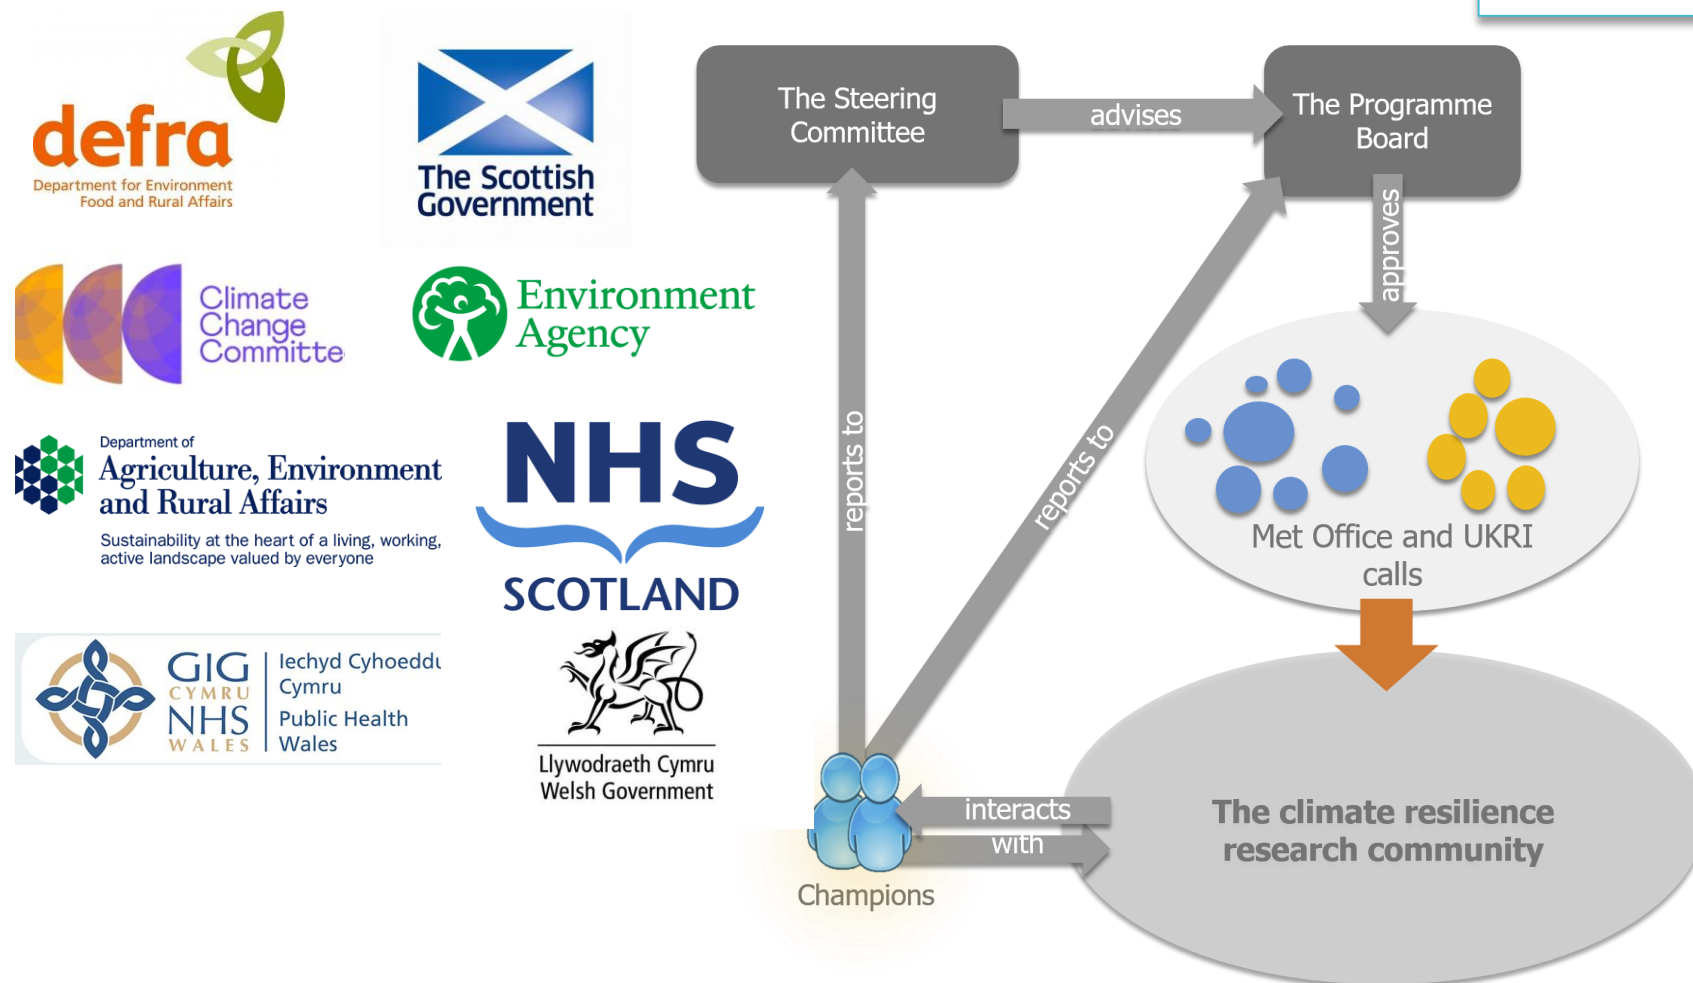 defra
Department for Environment
Food and Rural Affairs
The Scottish
Government
Climate
Change
Committe
Environment
Agency
Department of
Agriculture, Environment
and Rural Affairs
Sustainability at the heart of a living, working,
active landscape valued by everyone
NHS
SCOTLAND
GIG
CYMRU
NHS
WALES
Iechyd Cyhoeddu
Cymru
Public Health
Wales
Llywodraeth Cymru
Welsh Government
The Steering
Committee
advises
The Programme
Board
approves
reports to
reports to
Met Office and UKRI
calls
interacts
with
Champions
The climate resilience
research community